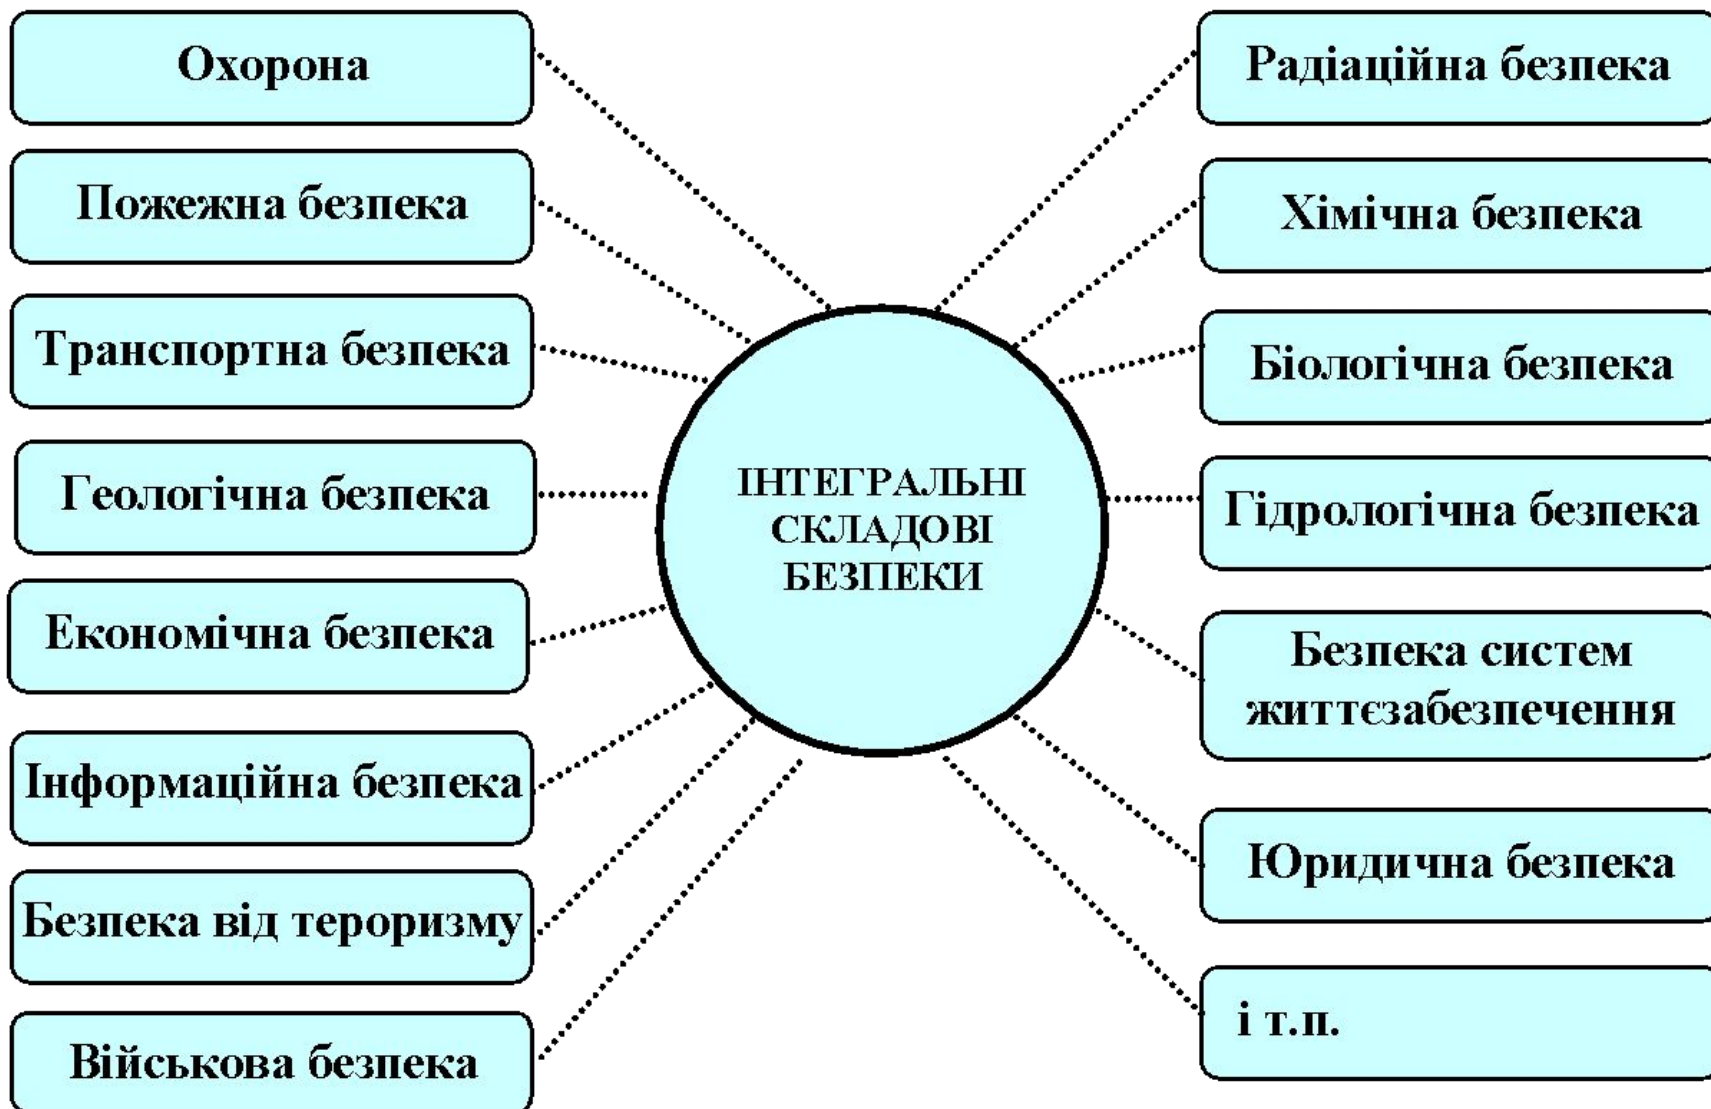 Охорона
Пожежна безпека
Транспортна безпека
Геологічна безпека
Економічна безпека
Інформаційна безпека
Безпека від тероризму
Військова безпека
ІНТЕГРАЛЬНІ
СКЛАДОВІ
БЕЗПЕКИ
Радіаційна безпека
Хімічна безпека
Біологічна безпека
Гідрологічна безпека
Безпека систем
життєзабезпечення
Юридична безпека
і т.п.